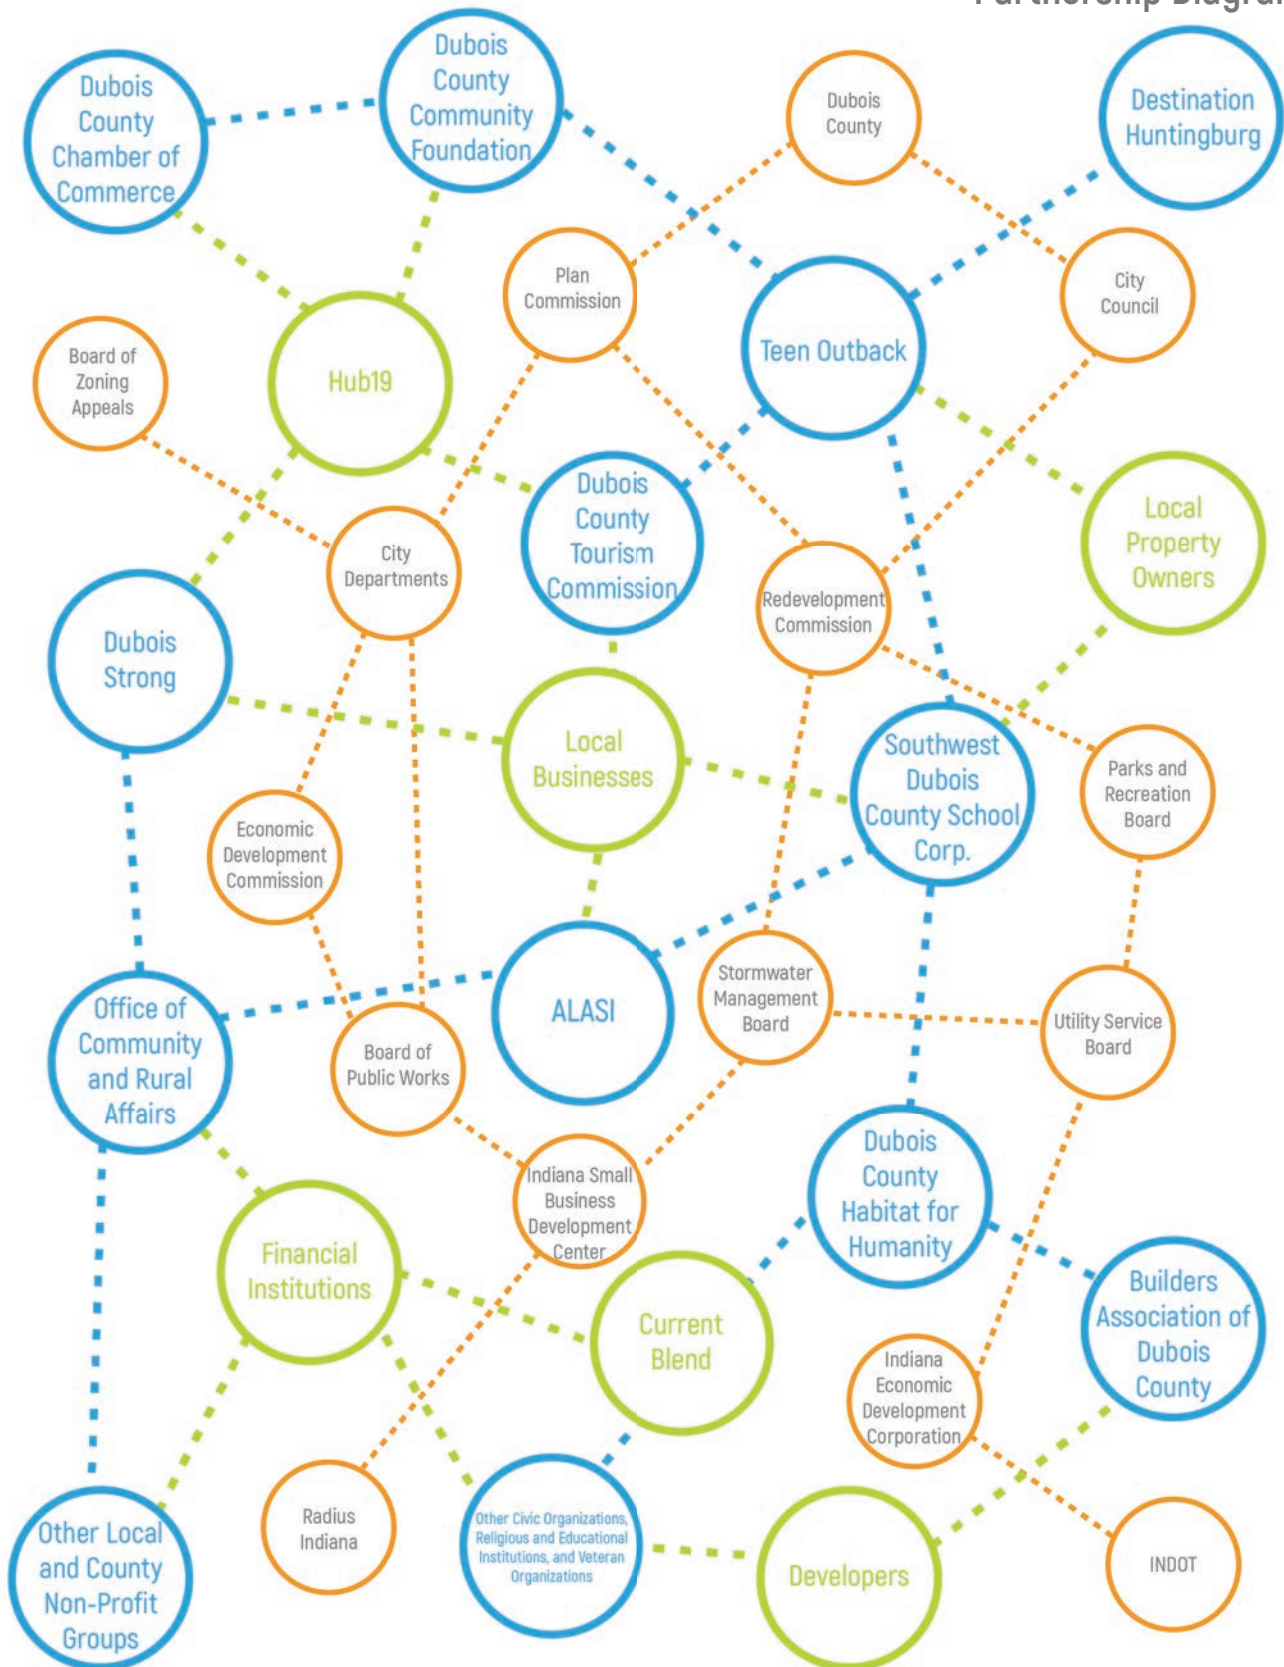 Partnership Diagram
Dubois
County
Chamber of
Commerce
Dubois
County
Community
Foundation
Dubois
County
Destination
Huntingburg
Plan
Commission
City
Council
Board of
Zoning
Appeals
Hub19
Teen Outback
City
Departments
Dubois
County
Tourism
Commission
Redevelopment
Commission
Local
Property
Owners
Dubois
Strong
Local
Businesses
Southwest
Dubois
County School
Corp.
Parks and
Recreation
Board
Economic
Development
Commission
Office of
Community
and Rural
Affairs
Board of
Public Works
ALASI
Stormwater
Management
Board
Utility Service
Board
Indiana Small
Business
Development
Center
Dubois
County
Habitat for
Humanity
Financial
Institutions
Current
Blend
Builders
Association of
Dubois
County
Indiana
Economic
Development
Corporation
Other Local
and County
Non-Profit
Groups
Radius
Indiana
Other Civic Organizations,
Religious and Educational
Institutions, and Veteran
Organizations
Developers
INDOT